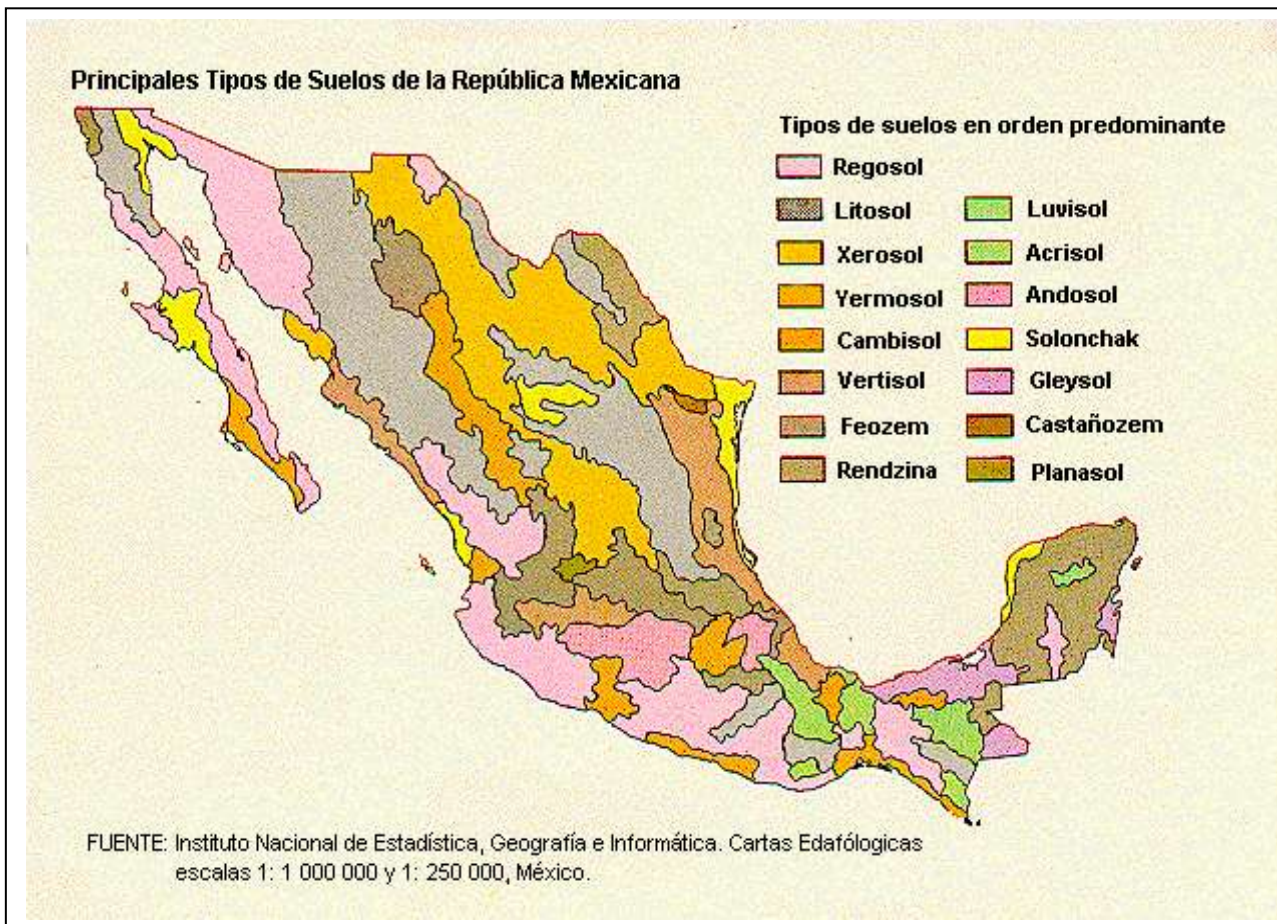 Principales Tipos de Suelos de la República Mexicana
Tipos de suelos en orden predominante
Regosol
Litosol
Xerosol
Yermosol
Cambisol
Vertisol
Feozem
Rendzina
Luvisol
Acrisol
Andosol
Solonchak
Gleysol
Castañozem
Planasol
FUENTE: Instituto Nacional de Estadística, Geografía e Informática. Cartas Edafólogicas
escalas 1: 1 000 000 y 1: 250 000, México.